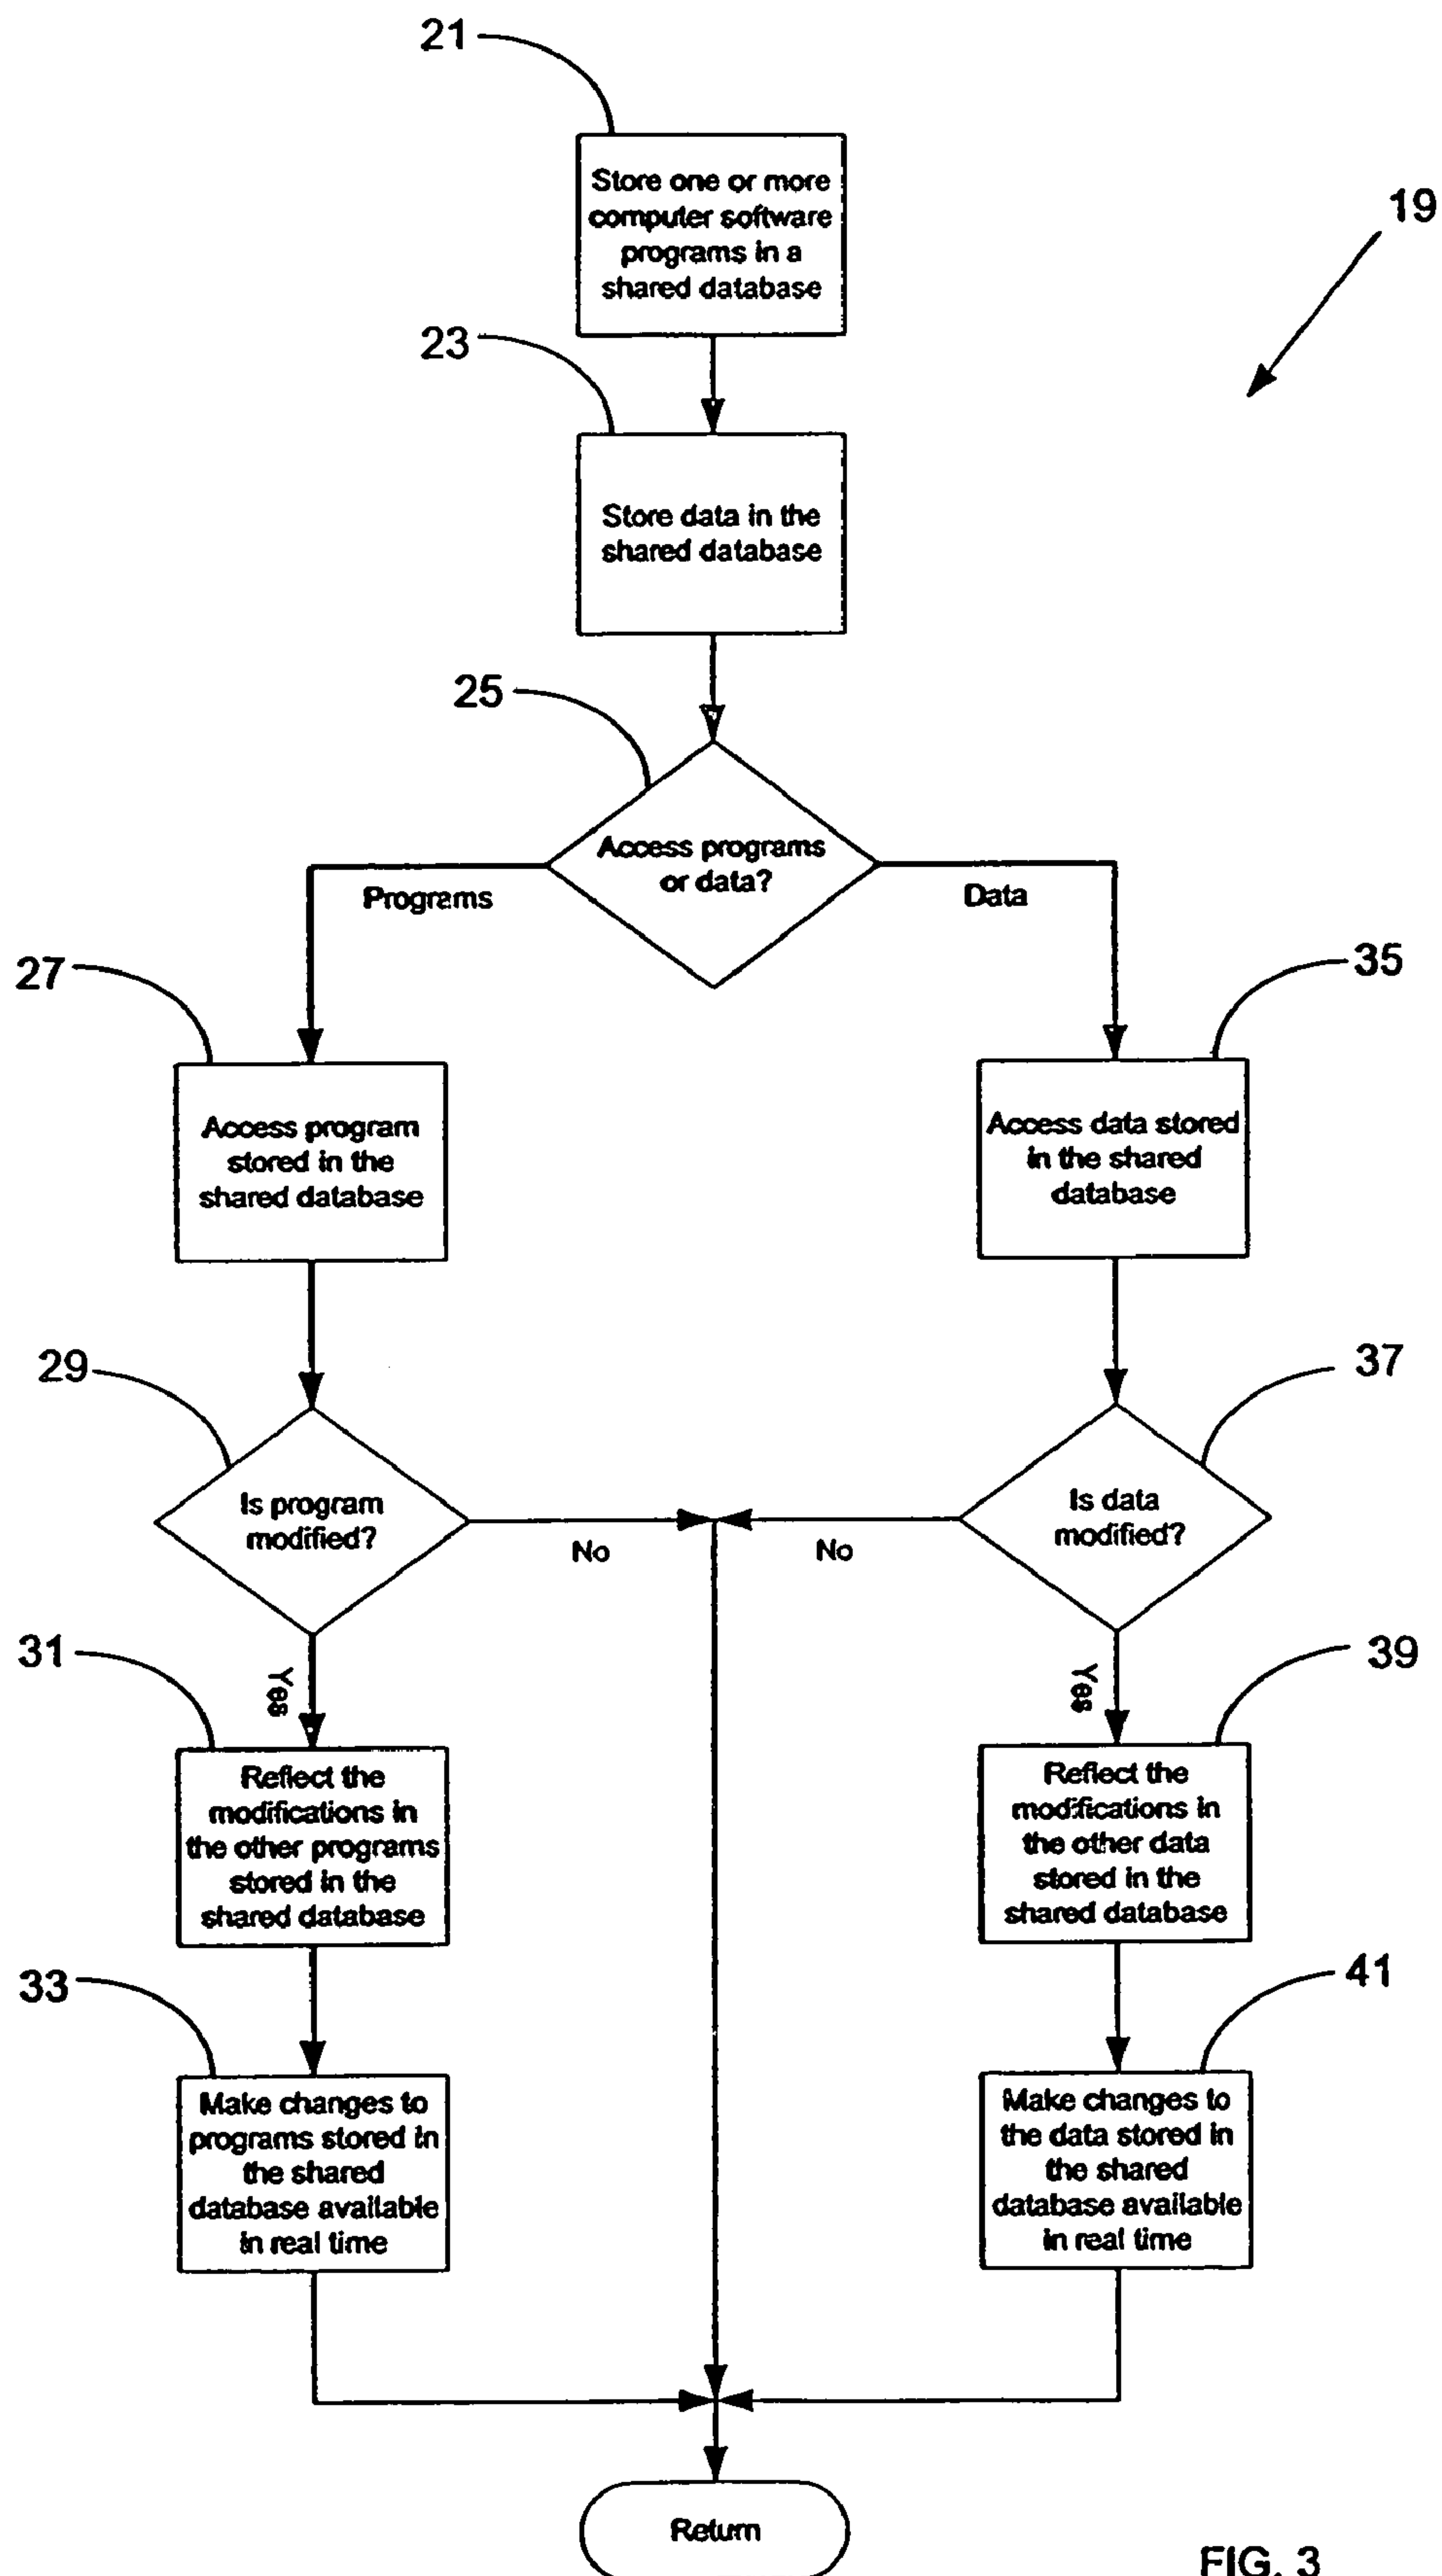 21
Store one or more
computer software
programs in a
shared database
19
23
Store data in the
shared database
25
Access programs
or data?
Programs
Data
27
35
Access program
stored in the
shared database
Access data stored
in the shared
database
29
37
Is program
modified?
Is data
modified?
No
No
31
39
Yes
Yes
Reflect the
modifications in
the other programs
stored in the
shared database
Reflect the
modifications in
the other data
stored in the
shared database
33
41
Make changes to
programs stored in
the shared
database available
in real time
Make changes to
the data stored in
the shared
database available
in real time
Return
FIG. 3